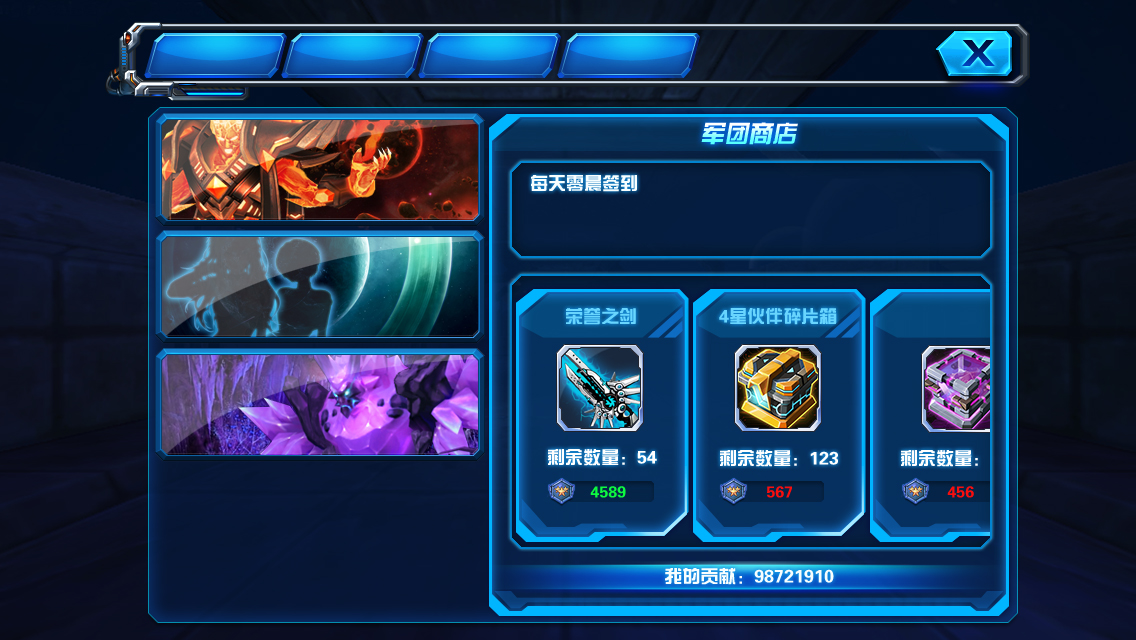 X
军团商店
每天零晨签到
荣誉之剑
4星伙伴碎片箱
剩余数量：54
剩余数量：123
剩余数量：
4589
567
456
我的贡献：98721910